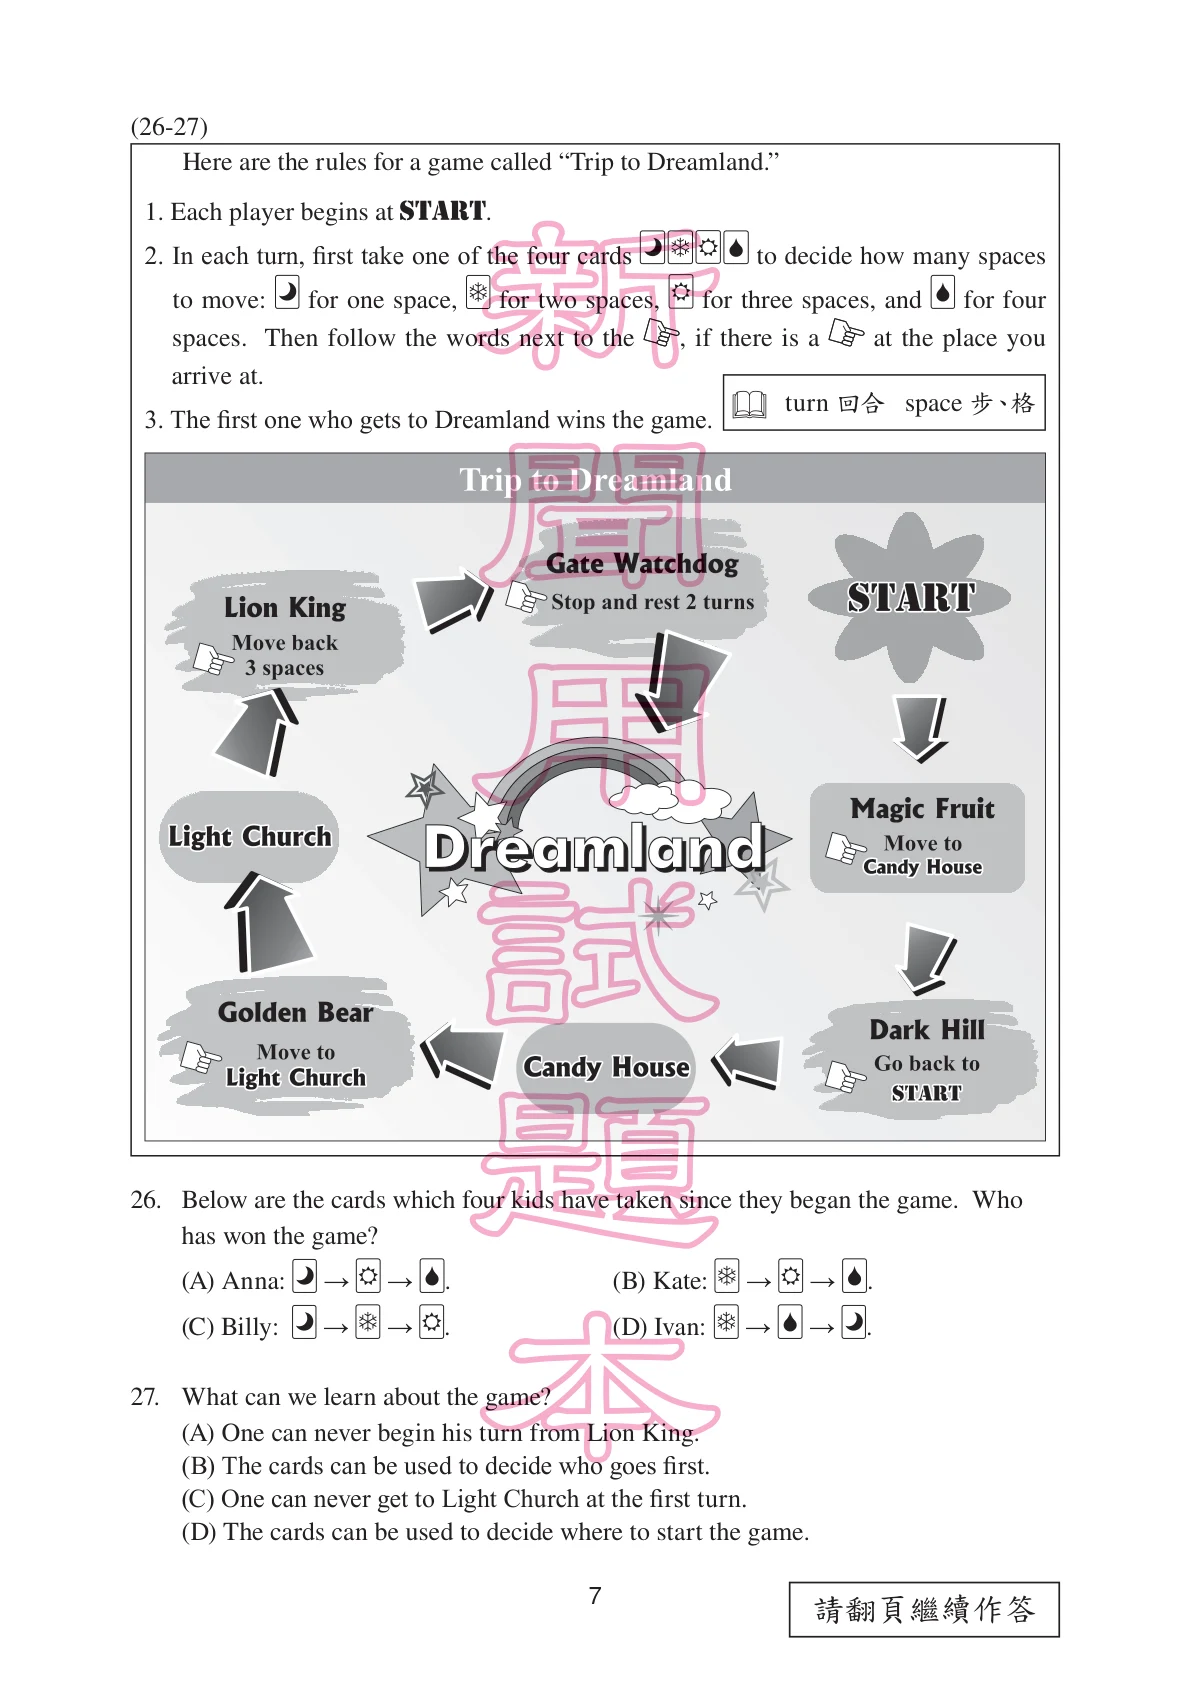 (26-27)
Here are the rules for a game called “Trip to Dreamland.”
1. Each player begins at START.
2. In each turn, first take one of the four cards to decide how many spaces
to move: for one space, for two spaces, for three spaces, and for four
spaces. Then follow the words next to the , if there is a at the place you
arrive at.
3. The first one who gets to Dreamland wins the game.
turn 回合 space 步、格
Trip to Dreamland
Gate Watchdog
Stop and rest 2 turns
START
Lion King
Move back
3 spaces
Magic Fruit
Move to
Candy House
Light Church
Dreamland
Golden Bear
Move to
Light Church
Candy House
Dark Hill
Go back to
START
26. Below are the cards which four kids have taken since they began the game. Who
has won the game?
(A) Anna: → → .
(B) Kate: → → .
(C) Billy: → → .
(D) Ivan: → → .
27. What can we learn about the game?
(A) One can never begin his turn from Lion King.
(B) The cards can be used to decide who goes first.
(C) One can never get to Light Church at the first turn.
(D) The cards can be used to decide where to start the game.
7
請翻頁繼續作答
新聞用試題本